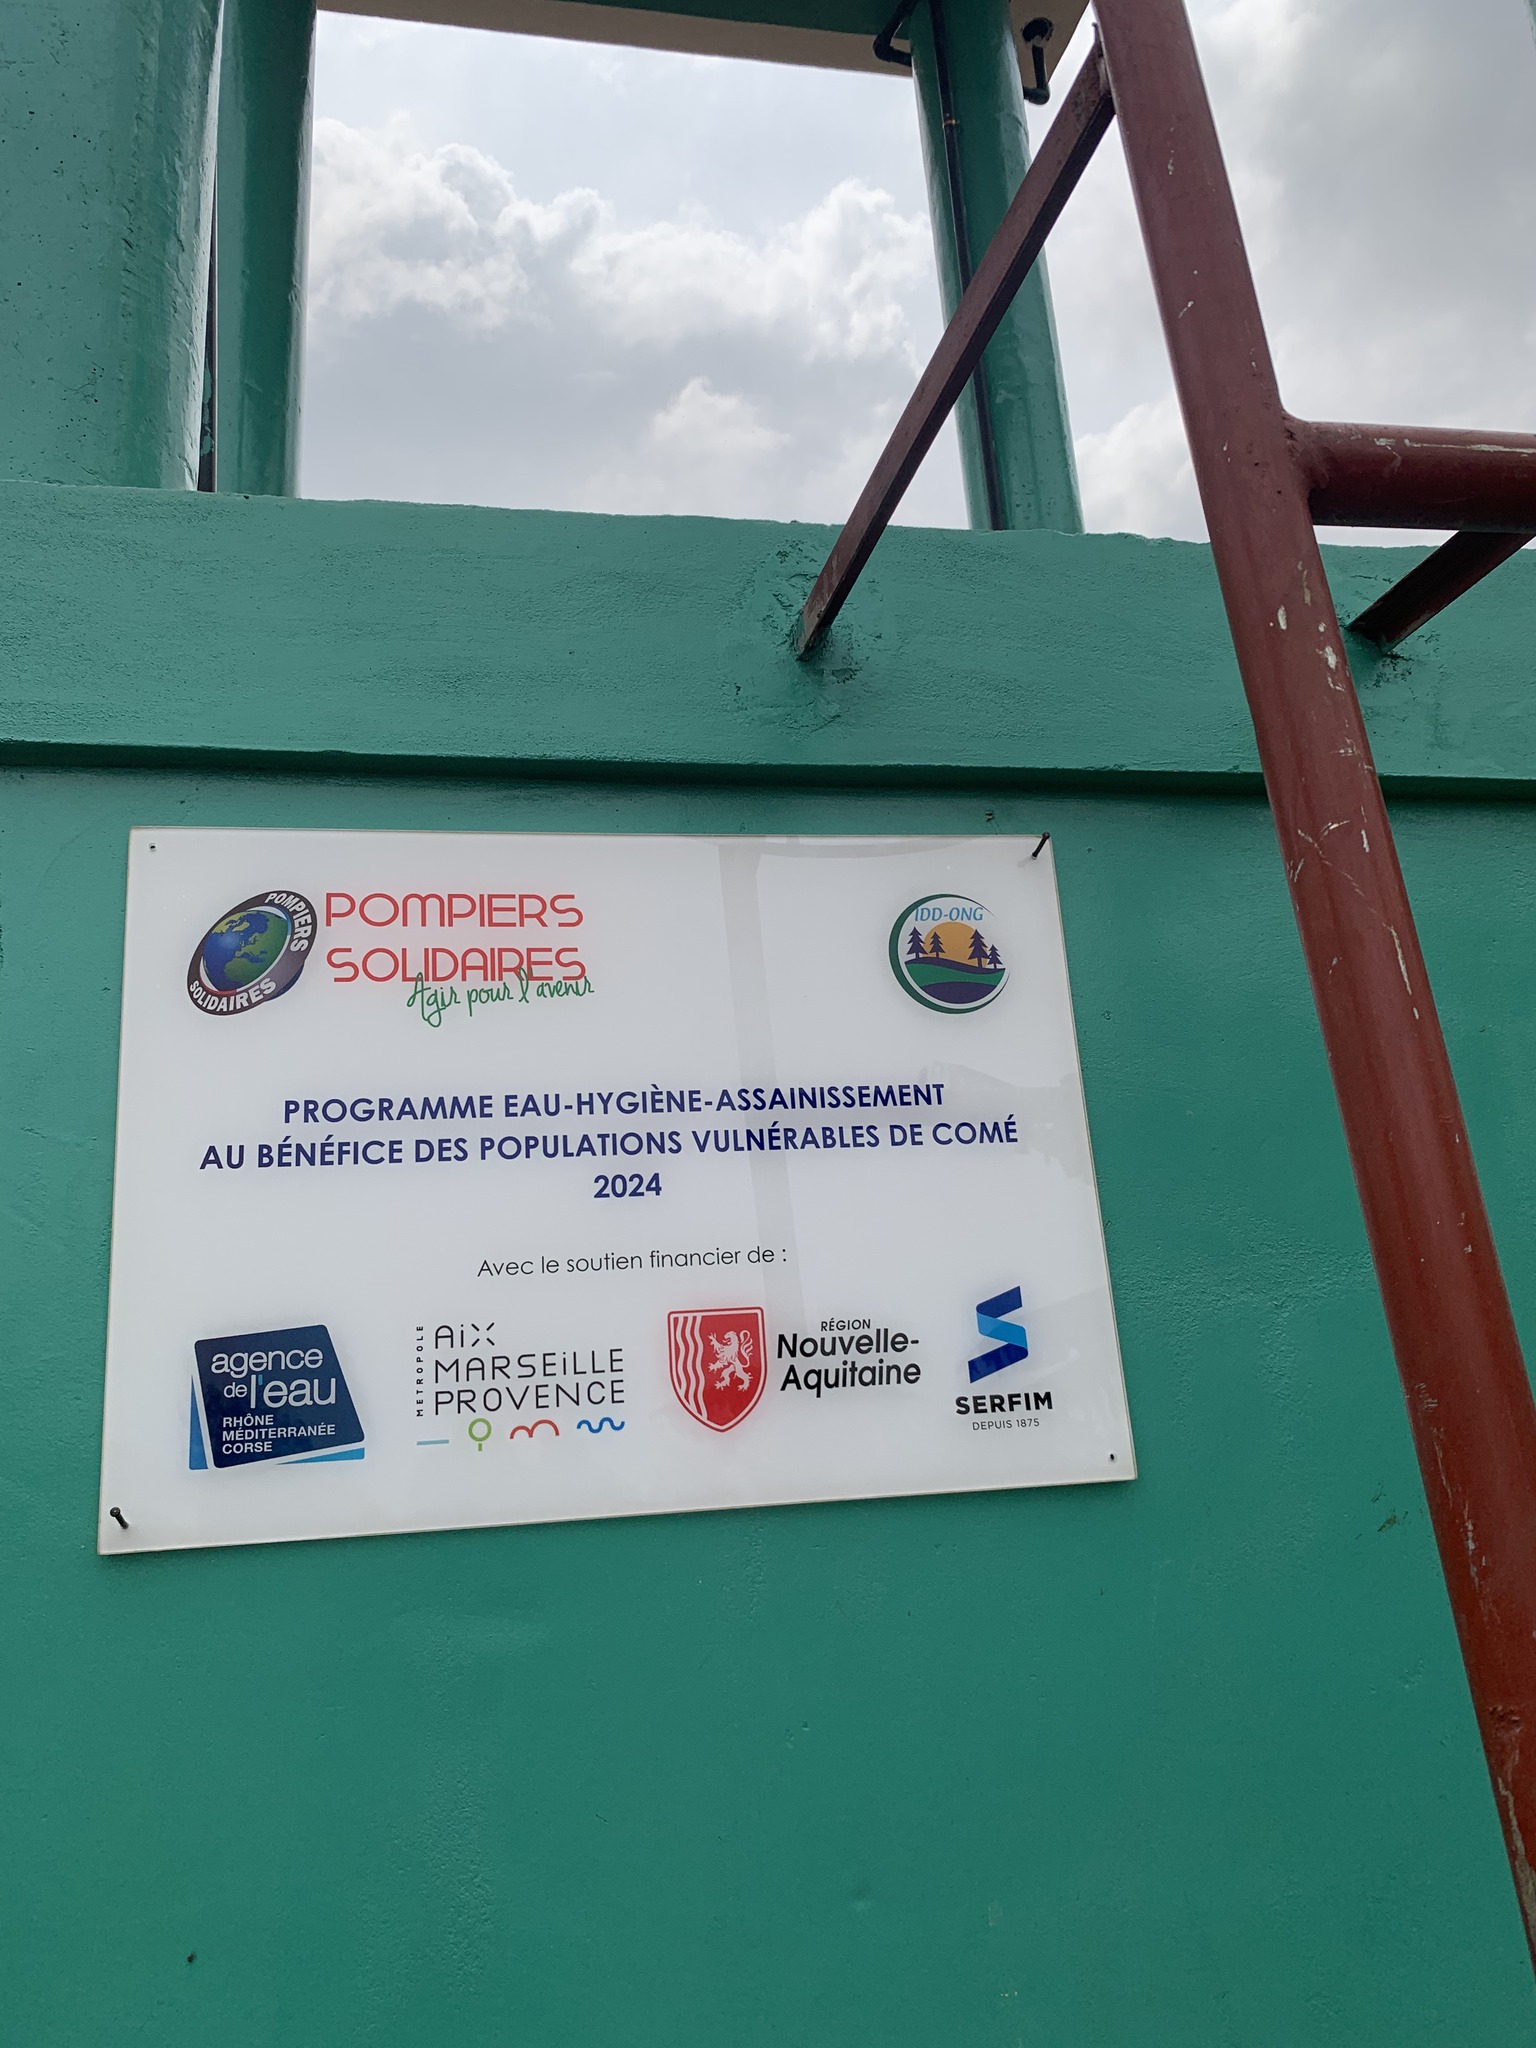 POMPIERS
SOLIDAIRES
POMPIERS
SOLIDAIRES
Agir pour l'avenir
IDD-ONG
PROGRAMME EAU-HYGIÈNE-ASSAINISSEMENT
AU BÉNÉFICE DES POPULATIONS VULNÉRABLES DE COMÉ
2024
Avec le soutien financier de :
agence
de l'eau
RHÔNE
MÉDITERRANÉE
CORSE
METROPOLE
AiX
MARSEiLLE
PROVENCE
RÉGION
Nouvelle-
Aquitaine
SERFIM
DEPUIS 1875